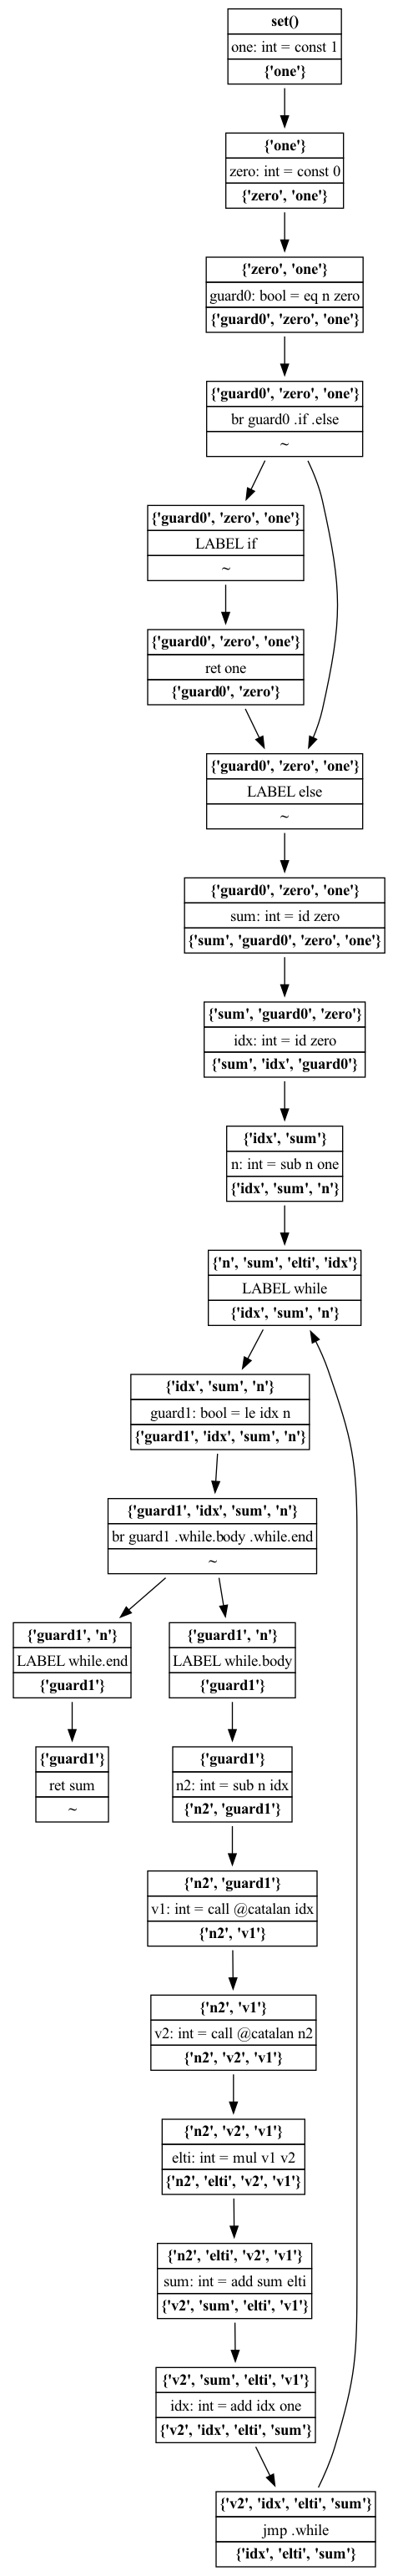 set()
one: int = const 1
{'one'}
{'one'}
zero: int = const 0
{'zero', 'one'}
{'zero', 'one'}
guard0: bool = eq n zero
{'guard0', 'zero', 'one'}
{'guard0', 'zero', 'one'}
br guard0 .if .else
~
{'guard0', 'zero', 'one'}
LABEL if
~
{'guard0', 'zero', 'one'}
ret one
{'guard0', 'zero'}
{'guard0', 'zero', 'one'}
LABEL else
~
{'guard0', 'zero', 'one'}
sum: int = id zero
{'sum', 'guard0', 'zero', 'one'}
{'sum', 'guard0', 'zero'}
idx: int = id zero
{'sum', 'idx', 'guard0'}
{'idx', 'sum'}
n: int = sub n one
{'idx', 'sum', 'n'}
{'n', 'sum', 'elti', 'idx'}
LABEL while
{'idx', 'sum', 'n'}
{'idx', 'sum', 'n'}
guard1: bool = le idx n
{'guard1', 'idx', 'sum', 'n'}
{'guard1', 'idx', 'sum', 'n'}
br guard1 .while.body .while.end
~
{'guard1', 'n'}
LABEL while.end
{'guard1'}
{'guard1'}
ret sum
~
{'guard1', 'n'}
LABEL while.body
{'guard1'}
{'guard1'}
n2: int = sub n idx
{'n2', 'guard1'}
{'n2', 'guard1'}
v1: int = call @catalan idx
{'n2', 'v1'}
{'n2', 'v1'}
v2: int = call @catalan n2
{'n2', 'v2', 'v1'}
{'n2', 'v2', 'v1'}
elti: int = mul v1 v2
{'n2', 'elti', 'v2', 'v1'}
{'n2', 'elti', 'v2', 'v1'}
sum: int = add sum elti
{'v2', 'sum', 'elti', 'v1'}
{'v2', 'sum', 'elti', 'v1'}
idx: int = add idx one
{'v2', 'idx', 'elti', 'sum'}
{'v2', 'idx', 'elti', 'sum'}
jmp .while
{'idx', 'elti', 'sum'}